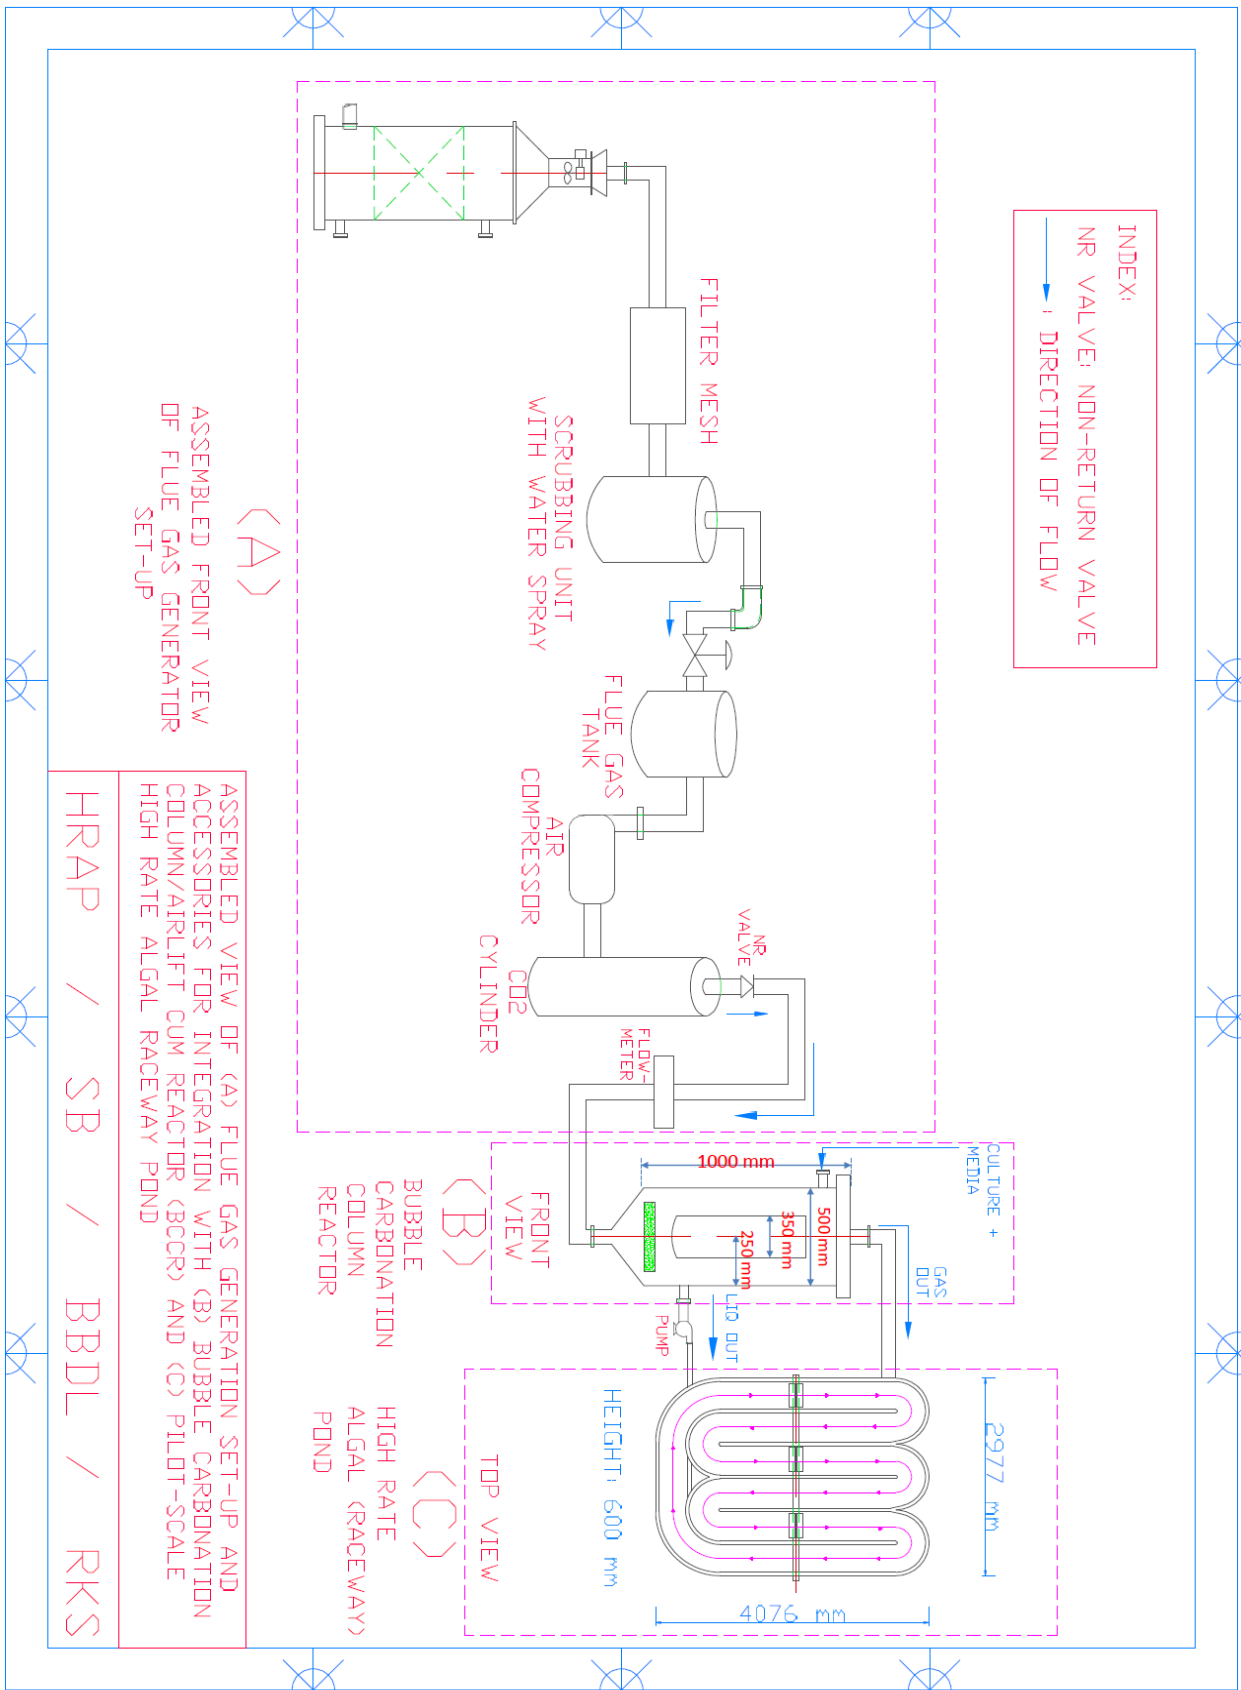 INDEX:
NR VALVE: NON-RETURN VALVE
: DIRECTION OF FLOW
FILTER MESH
SCRUBBING UNIT
WITH WATER SPRAY
FLUE GAS
TANK
AIR
COMPRESSOR
NR
VALVE
CO2
CYLINDER
FLOW-
METER
(A)
ASSEMBLED FRONT VIEW
OF FLUE GAS GENERATOR
SET-UP
CULTURE +
MEDIA
1000 mm
500 mm
350 mm
250 mm
GAS
OUT
LIQ OUT
PUMP
FRONT
VIEW
(B)
BUBBLE
CARBONATION
COLUMN
REACTOR
2977 mm
4076 mm
HEIGHT: 600 mm
TOP VIEW
(C)
HIGH RATE
ALGAL (RACEWAY)
POND
ASSEMBLED VIEW OF (A) FLUE GAS GENERATION SET-UP AND
ACCESSORIES FOR INTEGRATION WITH (B) BUBBLE CARBONATION
COLUMN/AIRLIFT CUM REACTOR (BCCR) AND (C) PILOT-SCALE
HIGH RATE ALGAL RACEWAY POND
HRAP / SB / BBDL / RKS